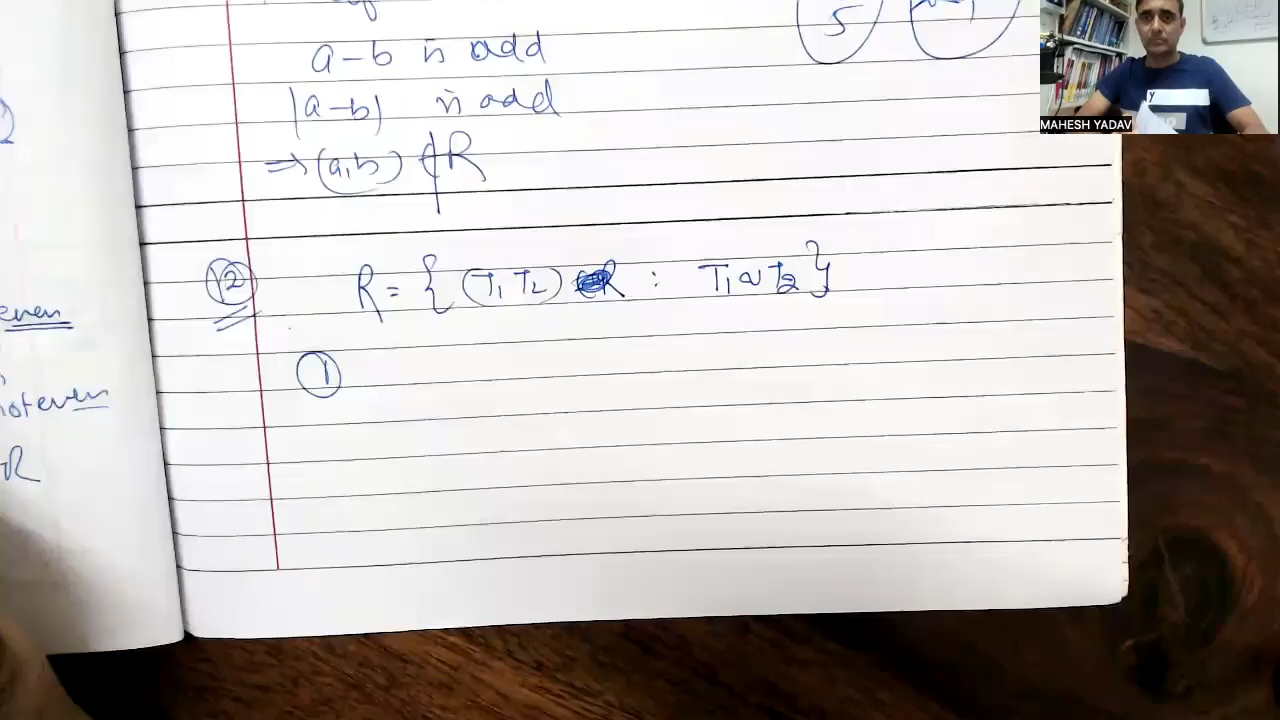 5
a-b is odd
|a-b| is odd
⇒ (a,b) ∉ R
12 R = { (T₁ T₂) R : T₁ ~ T₂ }
1
even
not even
R
MAHESH YADAV